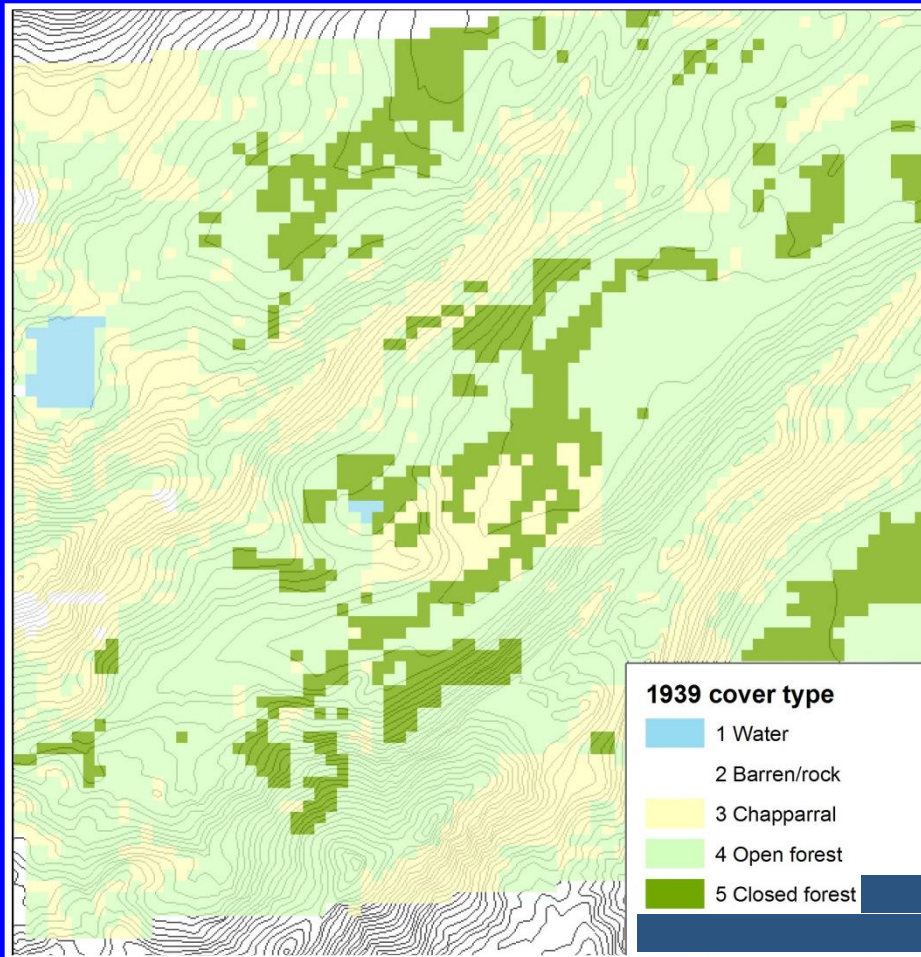 1939 cover type
1 Water
2 Barren/rock
3 Chapparral
4 Open forest
5 Closed forest